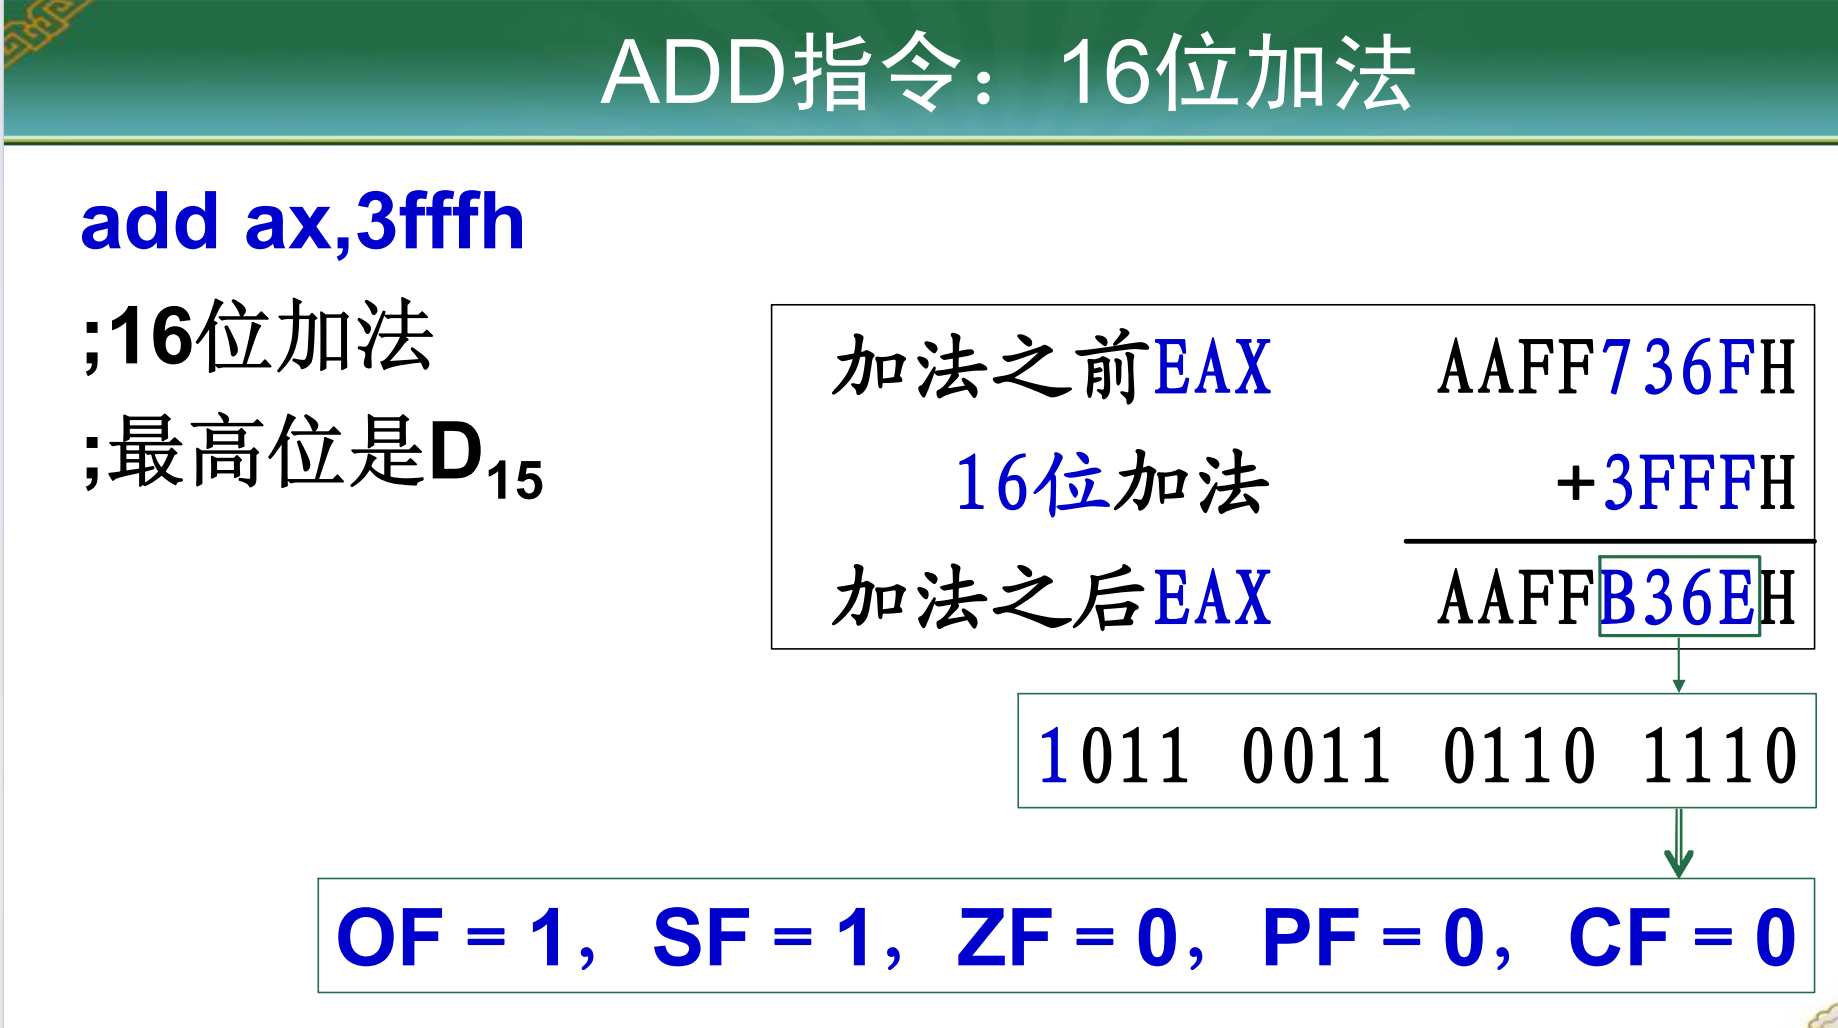 ADD指令：16位加法
add ax,3fffh
;16位加法
;最高位是D15
加法之前EAX AAFF736FH
16位加法 +3FFFH
加法之后EAX AAFFB36EH
1011 0011 0110 1110
OF = 1，SF = 1，ZF = 0，PF = 0，CF = 0